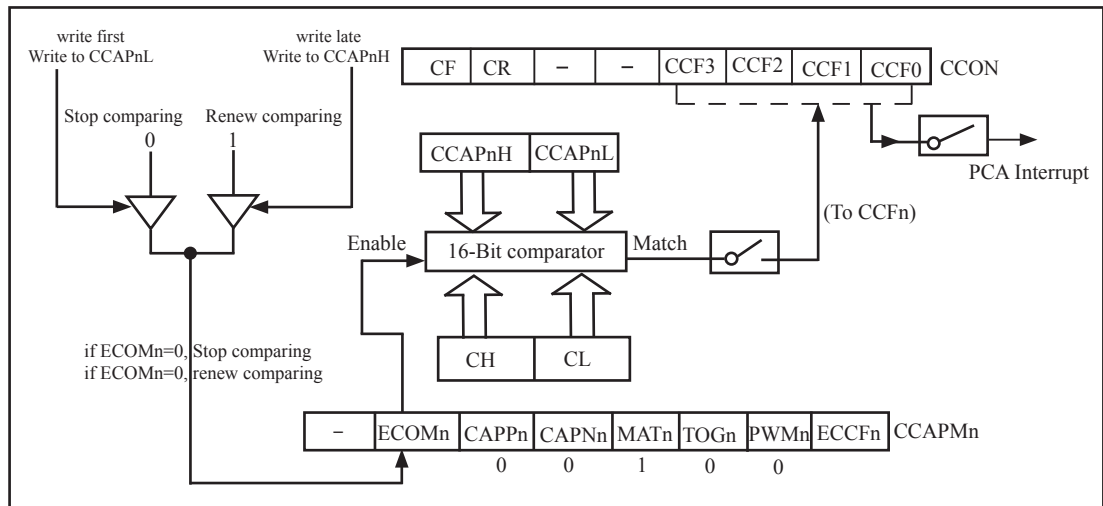 write first
Write to CCAPnL
write late
Write to CCAPnH
CF CR – – CCF3 CCF2 CCF1 CCF0 CCON
Stop comparing
0
Renew comparing
1
CCAPnH CCAPnL
PCA Interrupt
(To CCFn)
Enable
16-Bit comparator
Match
CH CL
if ECOMn=0, Stop comparing
if ECOMn=0, renew comparing
– ECOMn CAPPn CAPNn MATn TOGn PWMn ECCFn CCAPMn
0 0 1 0 0